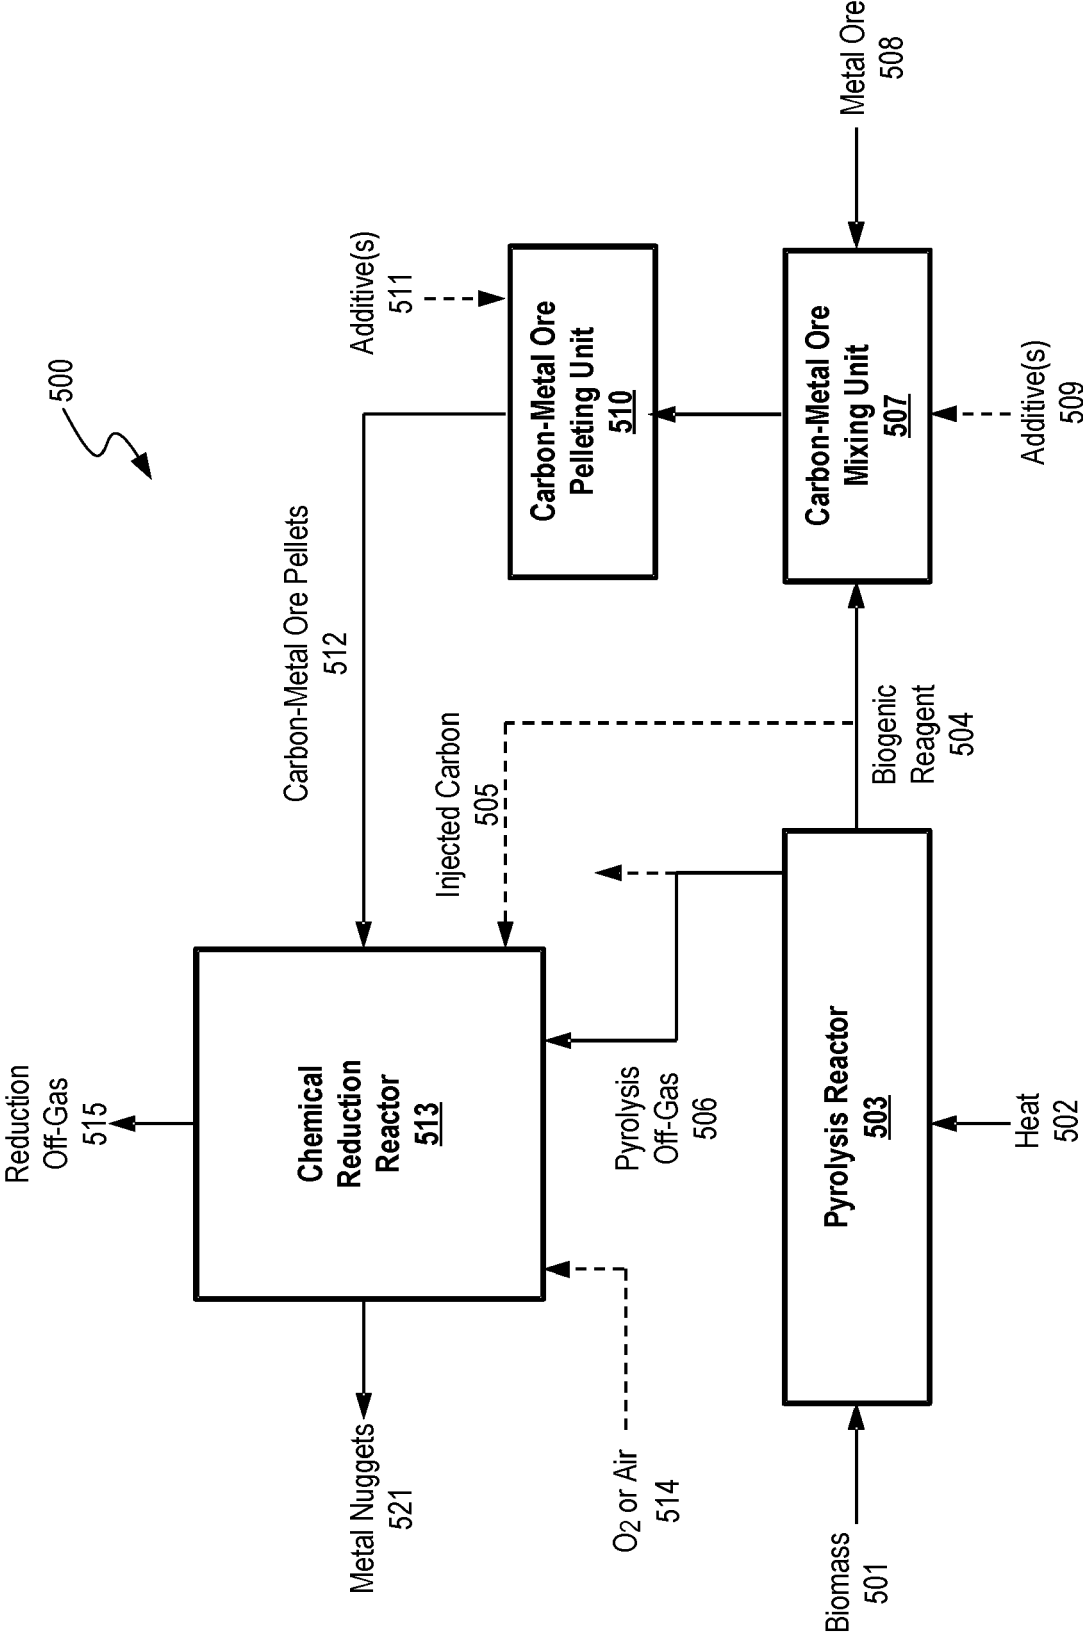 500
Reduction
Off-Gas
515
Carbon-Metal Ore Pellets
512
Additive(s)
511
Metal Nuggets
521
Chemical
Reduction
Reactor
513
Injected Carbon
505
Carbon-Metal Ore
Pelleting Unit
510
O2 or Air
514
Pyrolysis
Off-Gas
506
Biomass
501
Pyrolysis Reactor
503
Biogenic
Reagent
504
Carbon-Metal Ore
Mixing Unit
507
Metal Ore
508
Heat
502
Additive(s)
509